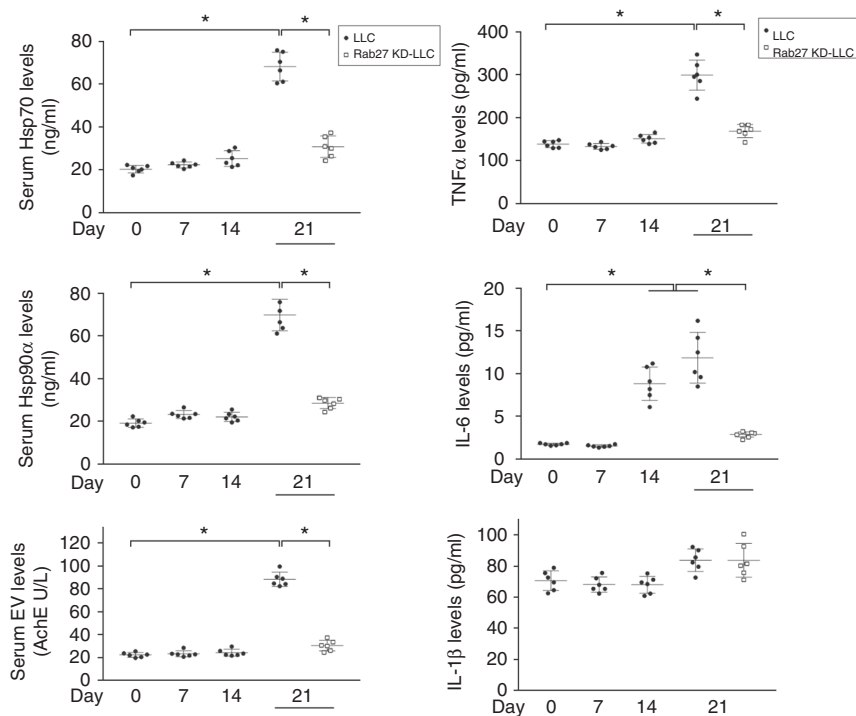 Serum Hsp70 levels
(ng/ml)
80
60
40
20
0
*
*
LLC
Rab27 KD-LLC
Day 0 7 14 21
TNFα levels (pg/ml)
400
300
200
100
0
*
*
LLC
Rab27 KD-LLC
Day 0 7 14 21
Serum Hsp90α levels
(ng/ml)
80
60
40
20
0
*
*
Day 0 7 14 21
IL-6 levels (pg/ml)
20
15
10
5
0
*
*
Day 0 7 14 21
Serum EV levels
(AchE U/L)
120
100
80
60
40
20
0
*
*
Day 0 7 14 21
IL-1β levels (pg/ml)
100
80
60
40
20
0
Day 0 7 14 21